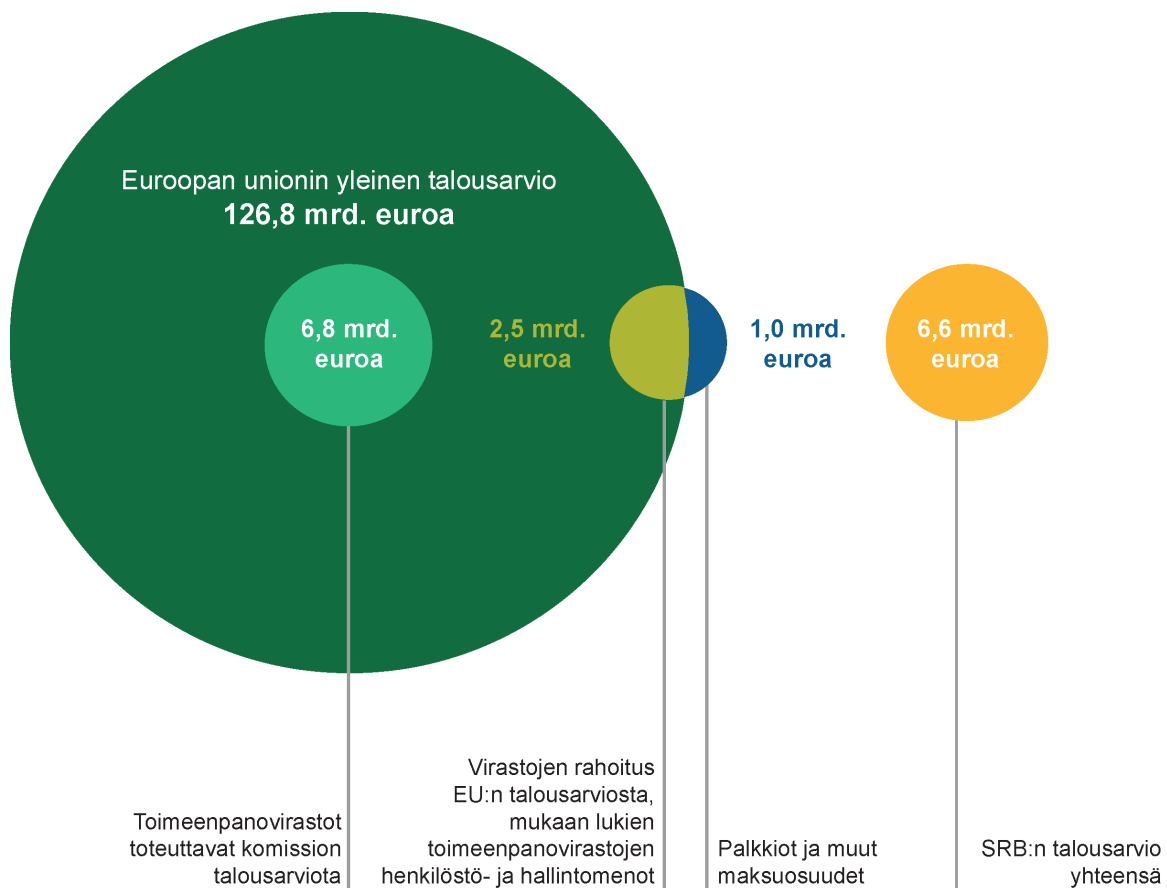 Euroopan unionin yleinen talousarvio
126,8 mrd. euroa
6,8 mrd.
euroa
2,5 mrd.
euroa
1,0 mrd.
euroa
6,6 mrd.
euroa
Toimeenpanovirastot
toteuttavat komission
talousarviota
Virastojen rahoitus
EU:n talousarviosta,
mukaan lukien
toimeenpanovirastojen
henkilöstö- ja hallintomenot
Palkkiot ja muut
maksuosuudet
SRB:n talousarvio
yhteensä